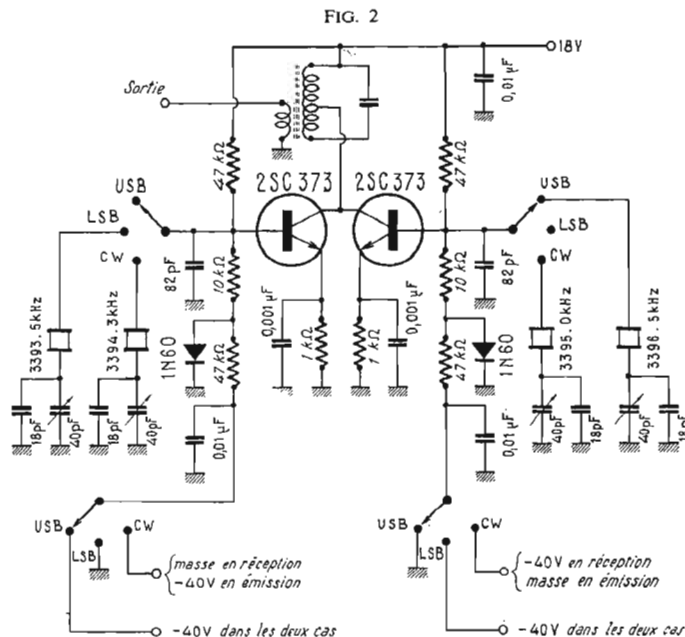 FIG. 2
18V
Sortie
0,01µF
47kΩ
47kΩ
2SC373
2SC373
USB
LSB
CW
USB
LSB
CW
82pF
10kΩ
10kΩ
82pF
3393.5kHz
3394.3kHz
1N60
47kΩ
0,001µF
1kΩ
1kΩ
0,001µF
47kΩ
1N60
3395.0kHz
3396.5kHz
18pF
40pF
18pF
40pF
0,01µF
0,01µF
40pF
18pF
40pF
18pF
USB
CW
LSB
USB
CW
LSB
masse en réception
-40V en émission
-40V en réception
masse en émission
-40V dans les deux cas
-40V dans les deux cas